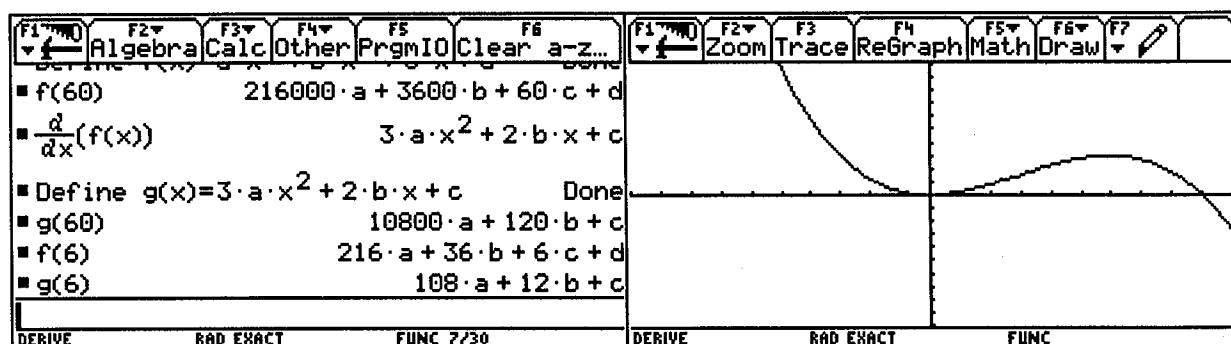 F1 F2 F3 F4 F5 F6
Algebra Calc Other PrgmIO Clear a-z…
Done
f(60) 216000·a + 3600·b + 60·c + d
d/dx(f(x)) 3·a·x² + 2·b·x + c
Define g(x)=3·a·x² + 2·b·x + c Done
g(60) 10800·a + 120·b + c
f(6) 216·a + 36·b + 6·c + d
g(6) 108·a + 12·b + c
DERIVE RAD EXACT FUNC 7/30
F1 F2 F3 F4 F5 F6 F7
Zoom Trace ReGraph Math Draw
DERIVE RAD EXACT FUNC